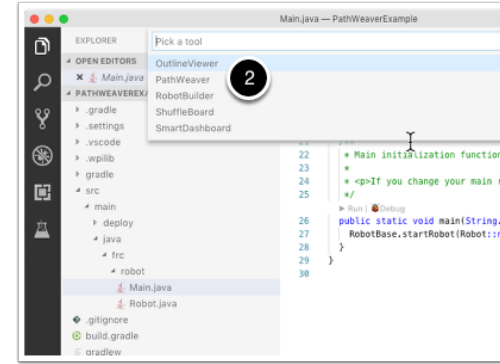 Main.java — PathWeaverExample
EXPLORER
Pick a tool
OPEN EDITORS
Main.java
OutlineViewer
PathWeaver
RobotBuilder
ShuffleBoard
SmartDashboard
2
PATHWEAVEREX
.gradle
.settings
.vscode
.wpilib
gradle
src
main
deploy
java
frc
robot
Main.java
Robot.java
.gitignore
build.gradle
gradlew
22 * Main initialization function
23 *
24 * <p>If you change your main
25 */
Run | Debug
26 public static void main(String.
27 RobotBase.startRobot(Robot::
28 }
29 }
30